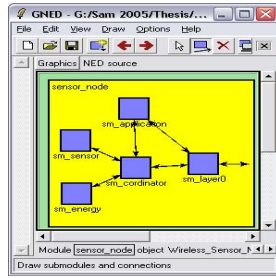 GNED - G:/Sam 2005/Thesis/...
File Edit View Draw Options Help
Graphics NED source
sensor_node
sm_application
sm_sensor
sm_cordinator
sm_layer0
sm_energy
Module sensor_node object Wireless_Sensor_N
Draw submodules and connections